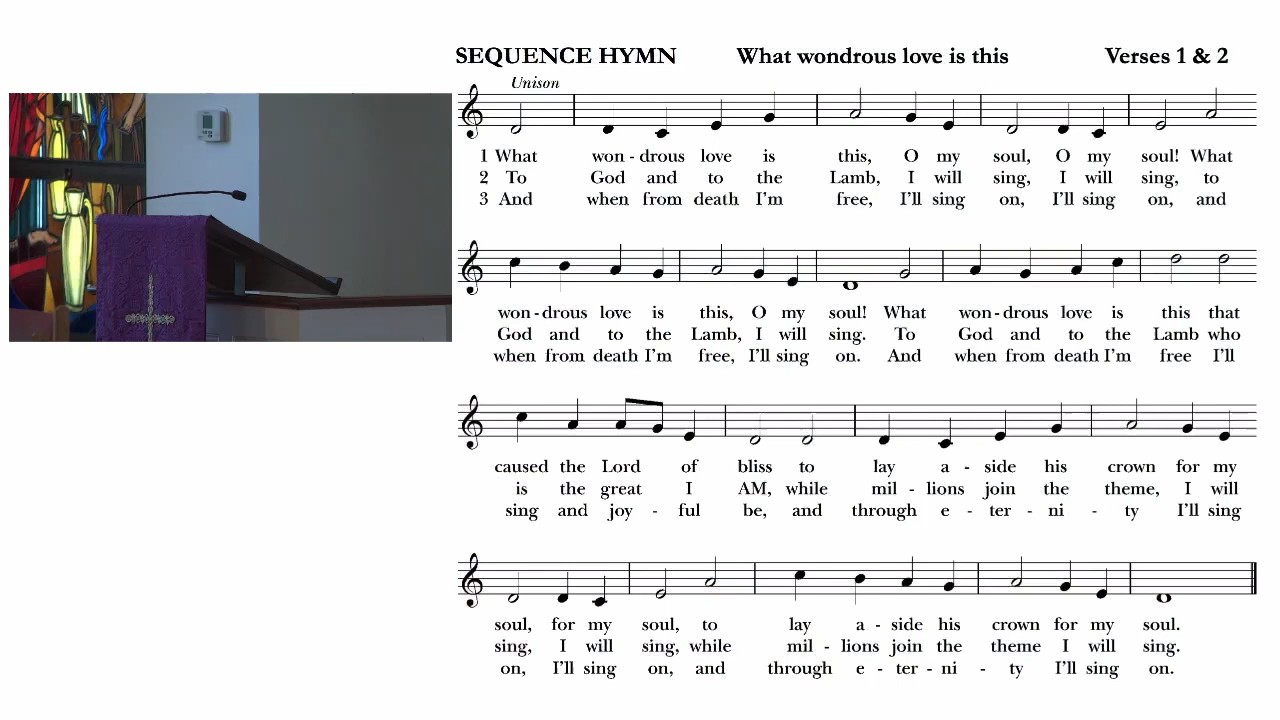 SEQUENCE HYMN What wondrous love is this Verses 1 & 2
Unison
1 What won - drous love is this, O my soul, O my soul! What
2 To God and to the Lamb, I will sing, I will sing, to
3 And when from death I'm free, I'll sing on, I'll sing on, and
won - drous love is this, O my soul! What won - drous love is this that
God and to the Lamb, I will sing. To God and to the Lamb who
when from death I'm free, I'll sing on. And when from death I'm free I'll
caused the Lord of bliss to lay a - side his crown for my
is the great I AM, while mil - lions join the theme, I will
sing and joy - ful be, and through e - ter - ni - ty I'll sing
soul, for my soul, to lay a - side his crown for my soul.
sing, I will sing, while mil - lions join the theme I will sing.
on, I'll sing on, and through e - ter - ni - ty I'll sing on.